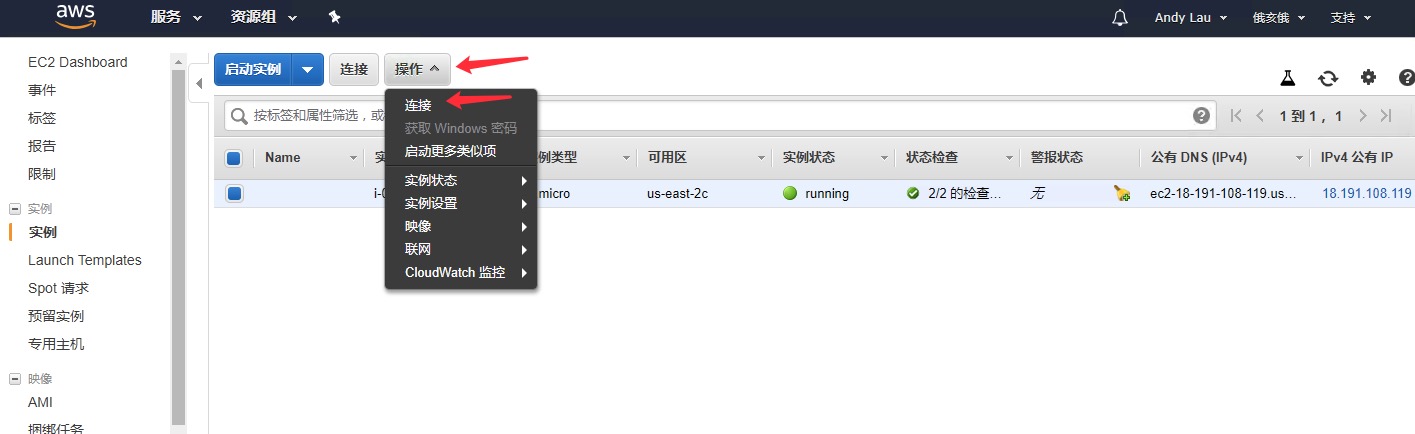 aws 服务 资源组 Andy Lau 俄亥俄 支持
EC2 Dashboard
事件
标签
报告
限制
实例
实例
Launch Templates
Spot 请求
预留实例
专用主机
映像
AMI
捆绑任务
启动实例 连接 操作
连接
获取 Windows 密码
启动更多类似项
实例状态
实例设置
映像
联网
CloudWatch 监控
按标签和属性筛选，或 1 到 1， 1
Name 实 例类型 可用区 实例状态 状态检查 警报状态 公有 DNS (IPv4) IPv4 公有 IP
i-0 micro us-east-2c running 2/2 的检查... 无 ec2-18-191-108-119.us... 18.191.108.119